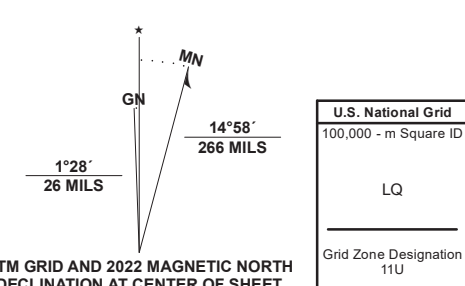 ★
MN
GN
14°58´
266 MILS
1°28´
26 MILS
TM GRID AND 2022 MAGNETIC NORTH
DECLINATION AT CENTER OF SHEET
U.S. National Grid
100,000 - m Square ID
LQ
Grid Zone Designation
11U